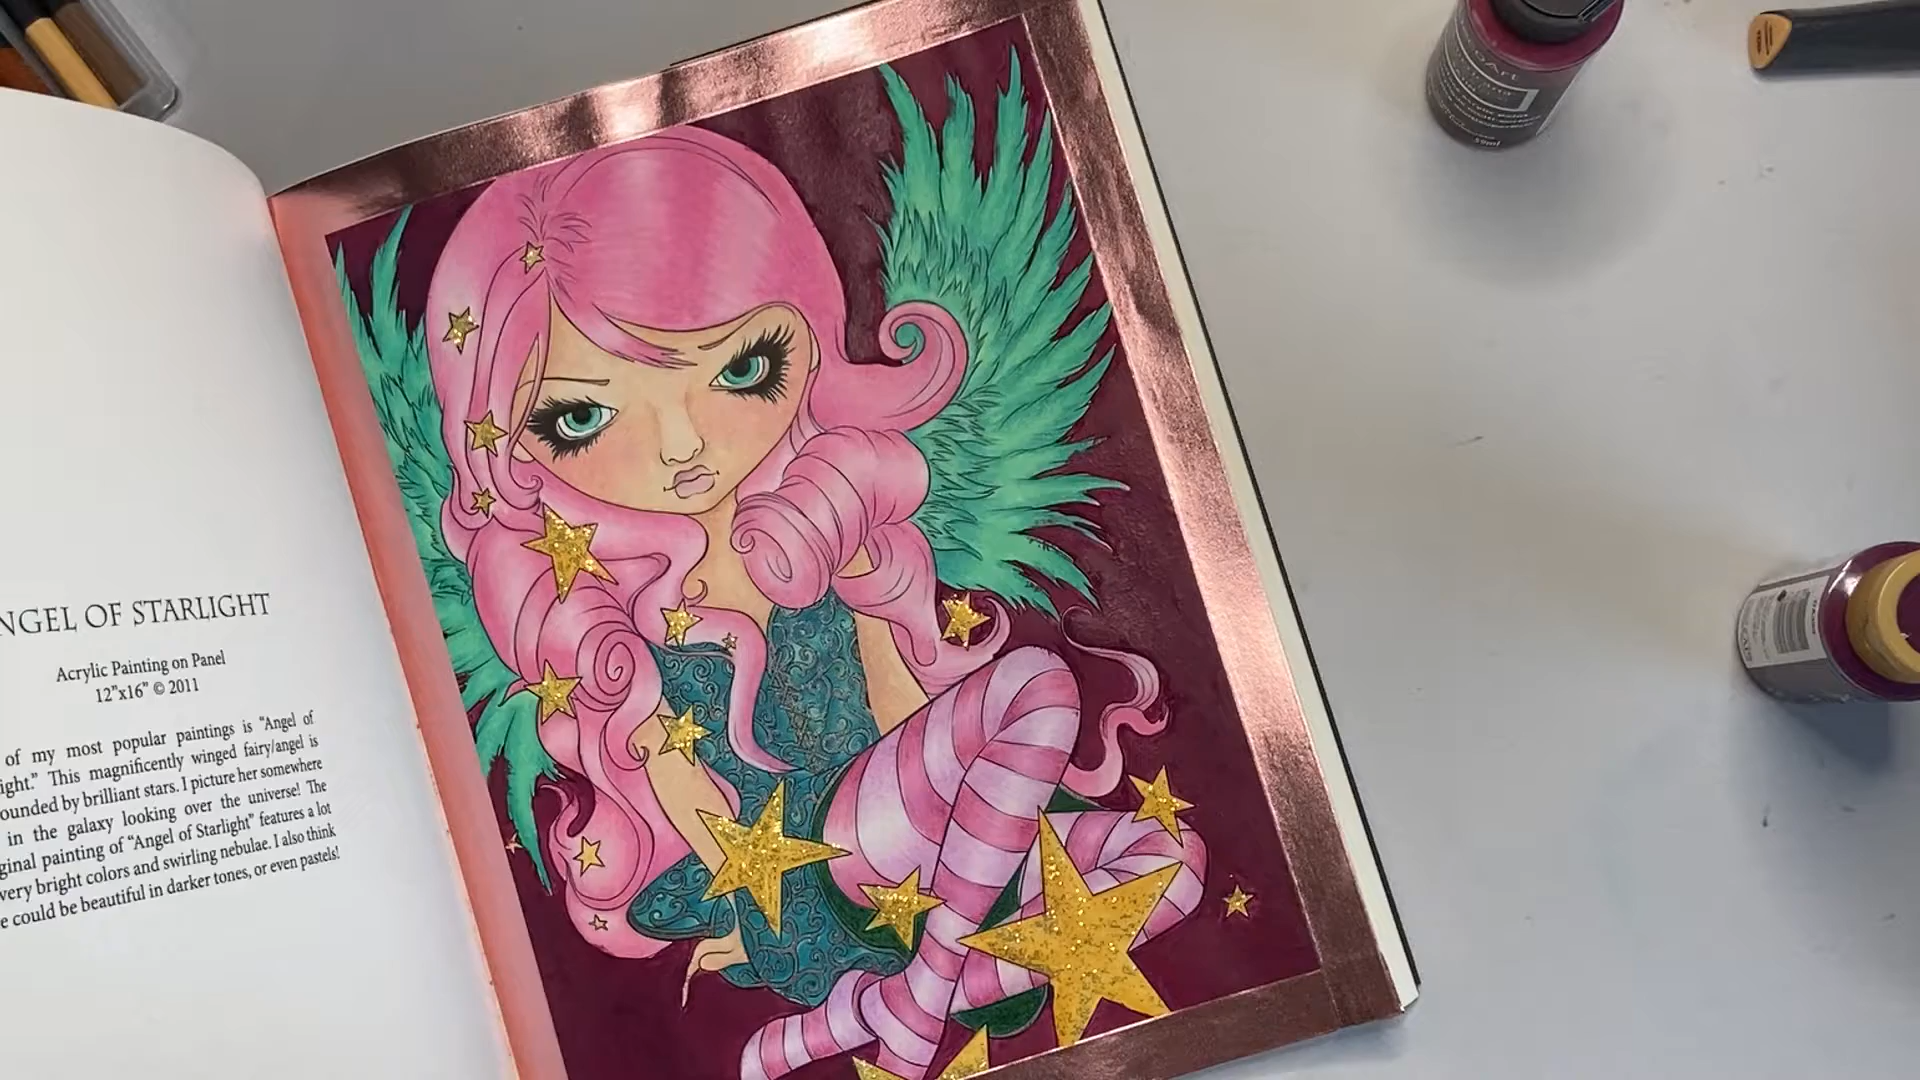 NGEL OF STARLIGHT
Acrylic Painting on Panel
12”x16” © 2011
of my most popular paintings is “Angel of
ight.” This magnificently winged fairy/angel is
ounded by brilliant stars. I picture her somewhere
in the galaxy looking over the universe! The
ginal painting of “Angel of Starlight” features a lot
very bright colors and swirling nebulae. I also think
e could be beautiful in darker tones, or even pastels!
59ml